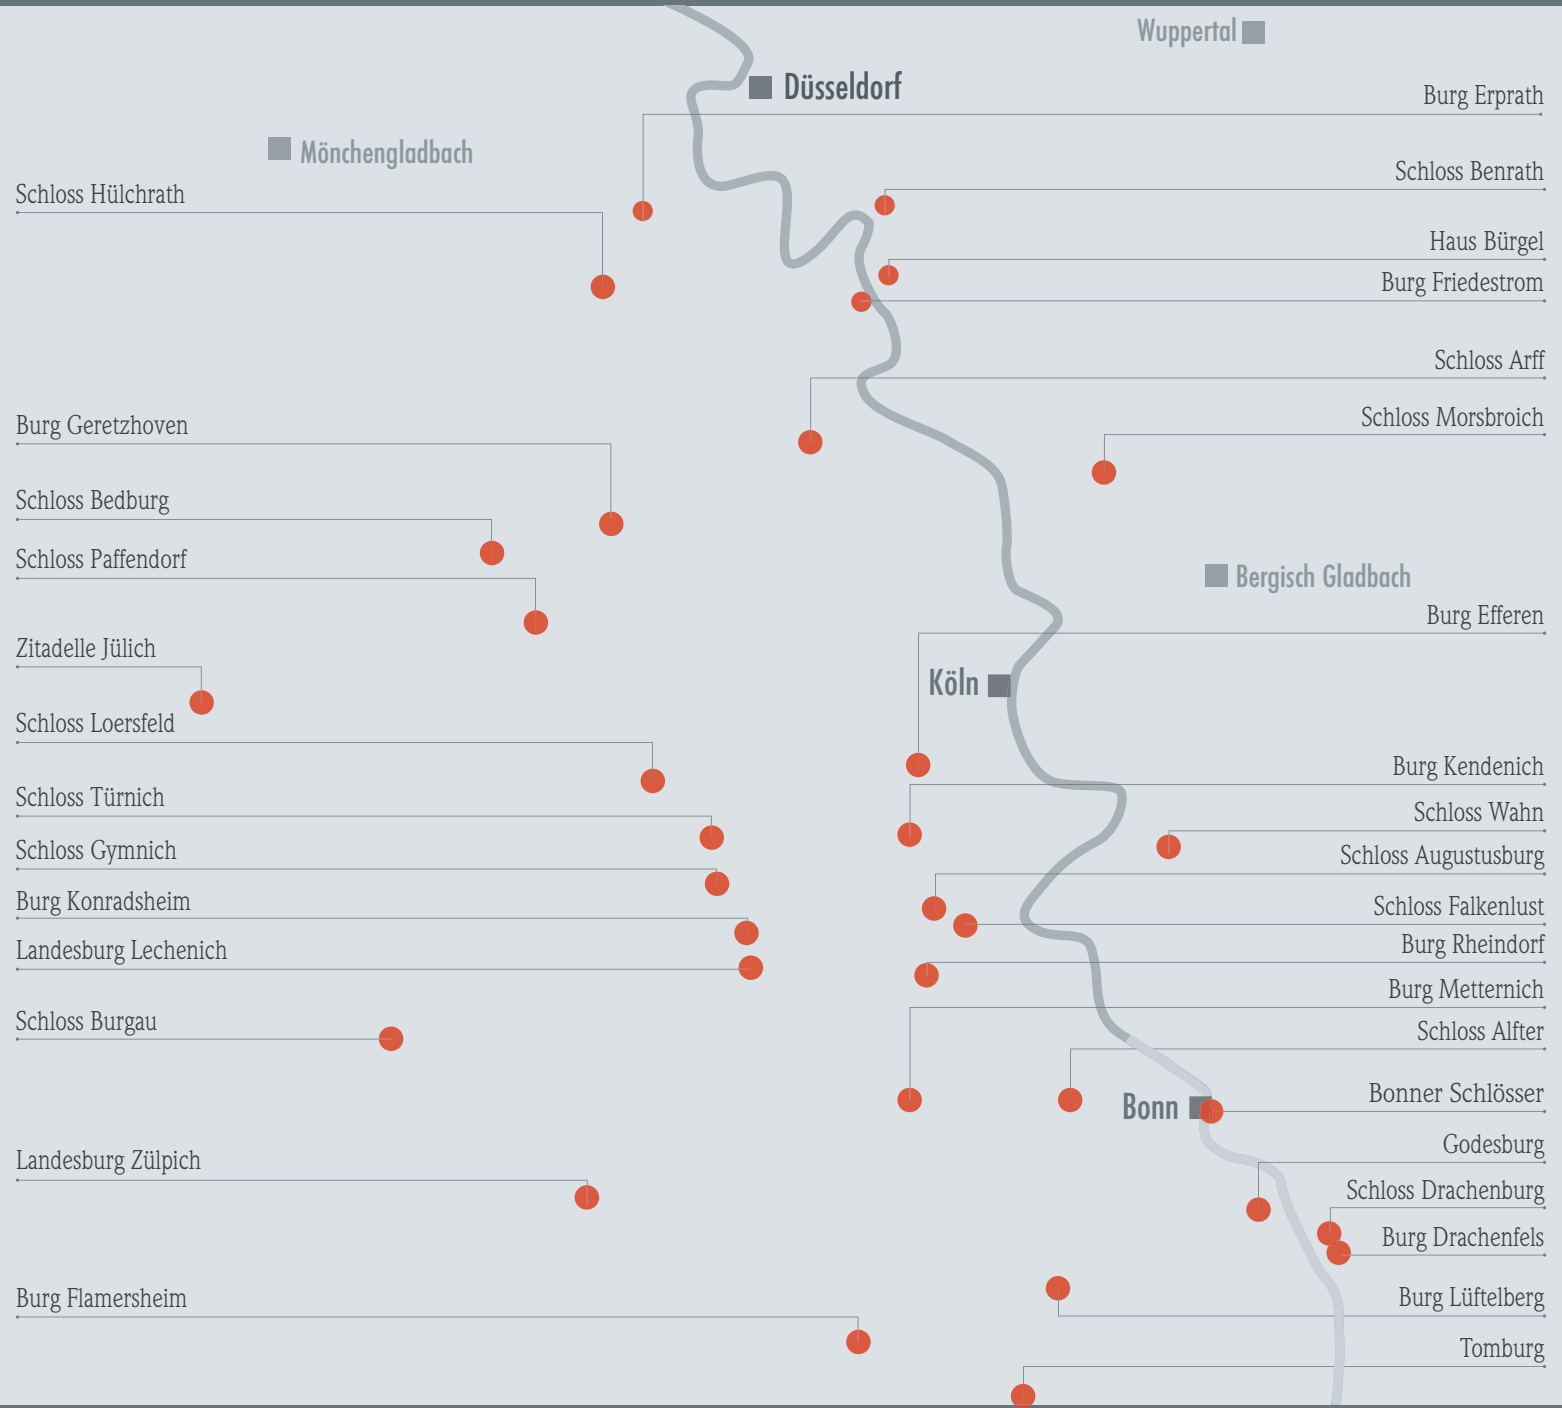 Wuppertal
Düsseldorf
Burg Erprath
Mönchengladbach
Schloss Benrath
Schloss Hülchrath
Haus Bürgel
Burg Friedestrom
Schloss Arff
Schloss Morsbroich
Burg Geretzhoven
Schloss Bedburg
Schloss Paffendorf
Bergisch Gladbach
Burg Efferen
Zitadelle Jülich
Köln
Schloss Loersfeld
Burg Kendenich
Schloss Türnich
Schloss Wahn
Schloss Gymnich
Schloss Augustusburg
Burg Konradsheim
Schloss Falkenlust
Landesburg Lechenich
Burg Rheindorf
Burg Metternich
Schloss Burgau
Schloss Alfter
Bonner Schlösser
Bonn
Godesburg
Landesburg Zülpich
Schloss Drachenburg
Burg Drachenfels
Burg Flamersheim
Burg Lüftelberg
Tomburg